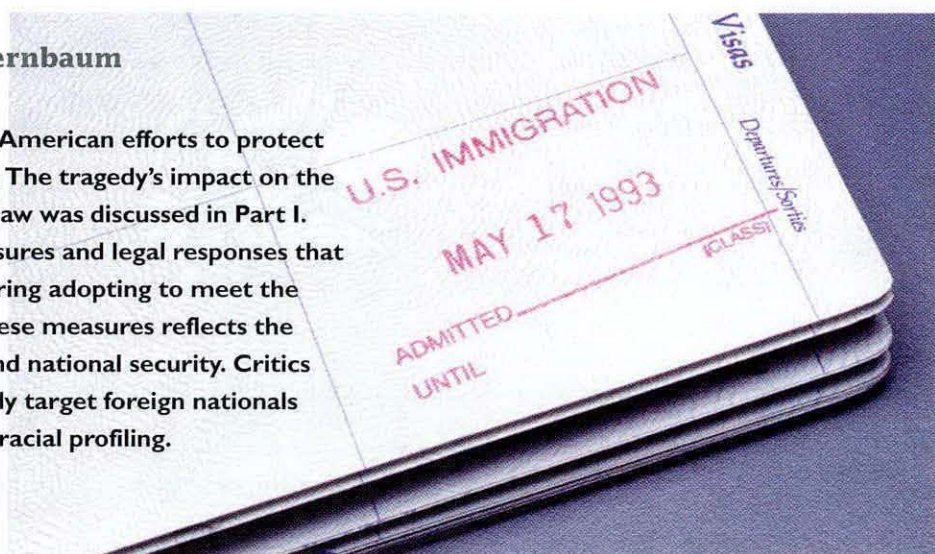 ernbaum
American efforts to protect
The tragedy's impact on the
aw was discussed in Part I.
sures and legal responses that
ring adopting to meet the
ese measures reflects the
nd national security. Critics
ly target foreign nationals
racial profiling.
U.S. IMMIGRATION
MAY 17 1993
(CLASS)
ADMITTED
UNTIL
Visas
Departures/Sorties